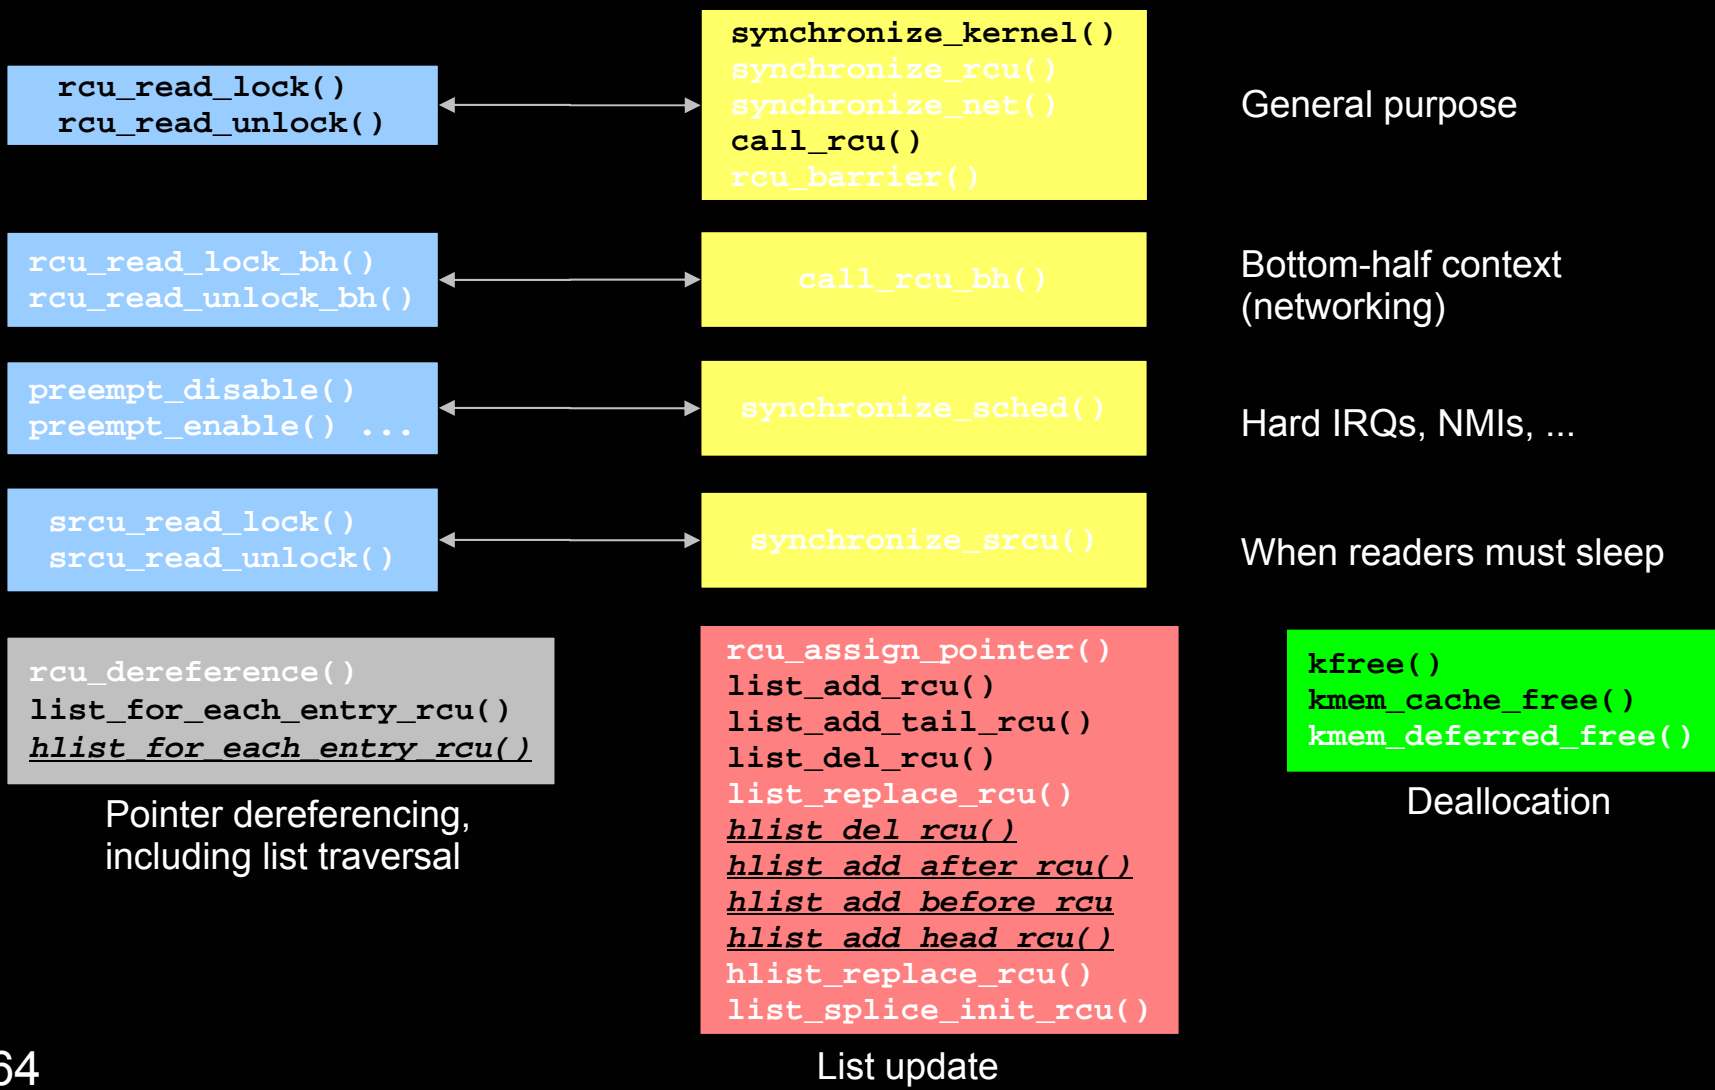 rcu_read_lock()
rcu_read_unlock()
synchronize_kernel()
synchronize_rcu()
synchronize_net()
call_rcu()
rcu_barrier()
General purpose
rcu_read_lock_bh()
rcu_read_unlock_bh()
call_rcu_bh()
Bottom-half context
(networking)
preempt_disable()
preempt_enable() ...
synchronize_sched()
Hard IRQs, NMIs, ...
srcu_read_lock()
srcu_read_unlock()
synchronize_srcu()
When readers must sleep
rcu_dereference()
list_for_each_entry_rcu()
hlist_for_each_entry_rcu()
Pointer dereferencing,
including list traversal
rcu_assign_pointer()
list_add_rcu()
list_add_tail_rcu()
list_del_rcu()
list_replace_rcu()
hlist_del_rcu()
hlist_add_after_rcu()
hlist_add_before_rcu
hlist_add_head_rcu()
hlist_replace_rcu()
list_splice_init_rcu()
List update
kfree()
kmem_cache_free()
kmem_deferred_free()
Deallocation
64